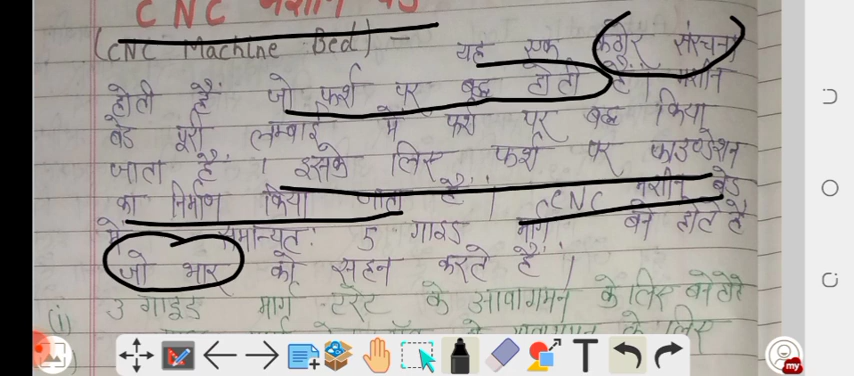 CNC मशीन बेड
(CNC Machine Bed) - यह एक कठोर संरचना
होती हैं जो फर्श पर बद्ध होती हैं। मशीन
बेड पूरी लम्बाई में फर्श पर बद्ध किया
जाता हैं। इसके लिए फर्श पर फाउण्डेशन
का निर्माण किया जाता हैं। CNC मशीन बेड
में 5 गाइड मार्ग बने होते हैं
जो भार को सहन करते हैं।
(i) 3 गाइड मार्ग टरेट के आवागमन के लिए बने होते
के लिए
T
my